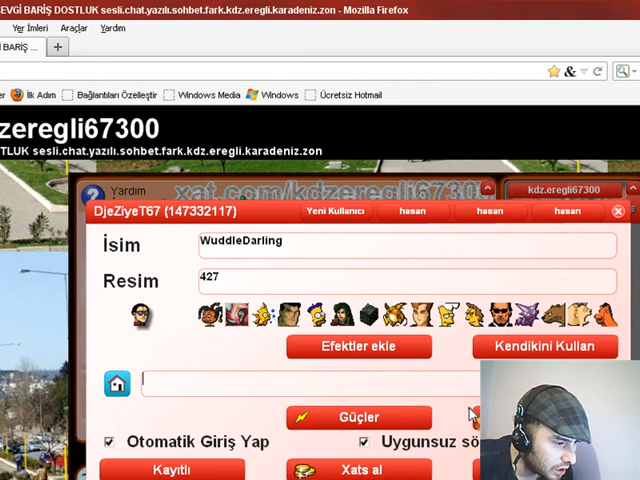 EVGİ BARIŞ DOSTLUK sesli.chat.yazılı.sohbet.fark.kdz.eregli.karadeniz.zon - Mozilla Firefox
Yer İmleri Araçlar Yardım
BARIŞ ...
İlk Adım Bağlantıları Özelleştir Windows Media Windows Ücretsiz Hotmail
zeregli67300
TLUK sesli.chat.yazılı.sohbet.fark.kdz.eregli.karadeniz.zon
Yardım xat.com/kdzeregli67300 kdz.eregli67300
DjeZiyeT67 (147332117) Yeni Kullanıcı hasan hasan hasan
İsim WuddleDarling
Resim 427
Efektler ekle Kendikini Kullan
Güçler
Otomatik Giriş Yap Uygunsuz sö
Kayıtlı Xats al